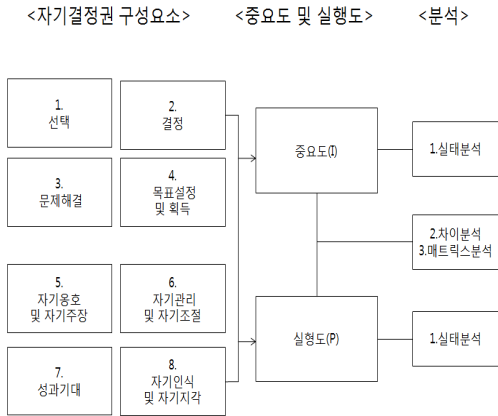 <자기결정권 구성요소> <중요도 및 실행도> <분석>
1.
선택
2.
결정
3.
문제해결
4.
목표설정
및 획득
5.
자기옹호
및 자기주장
6.
자기관리
및 자기조절
7.
성과기대
8.
자기인식
및 자기지각
중요도(I)
실형도(P)
1.실태분석
2.차이분석
3.매트릭스분석
1.실태분석